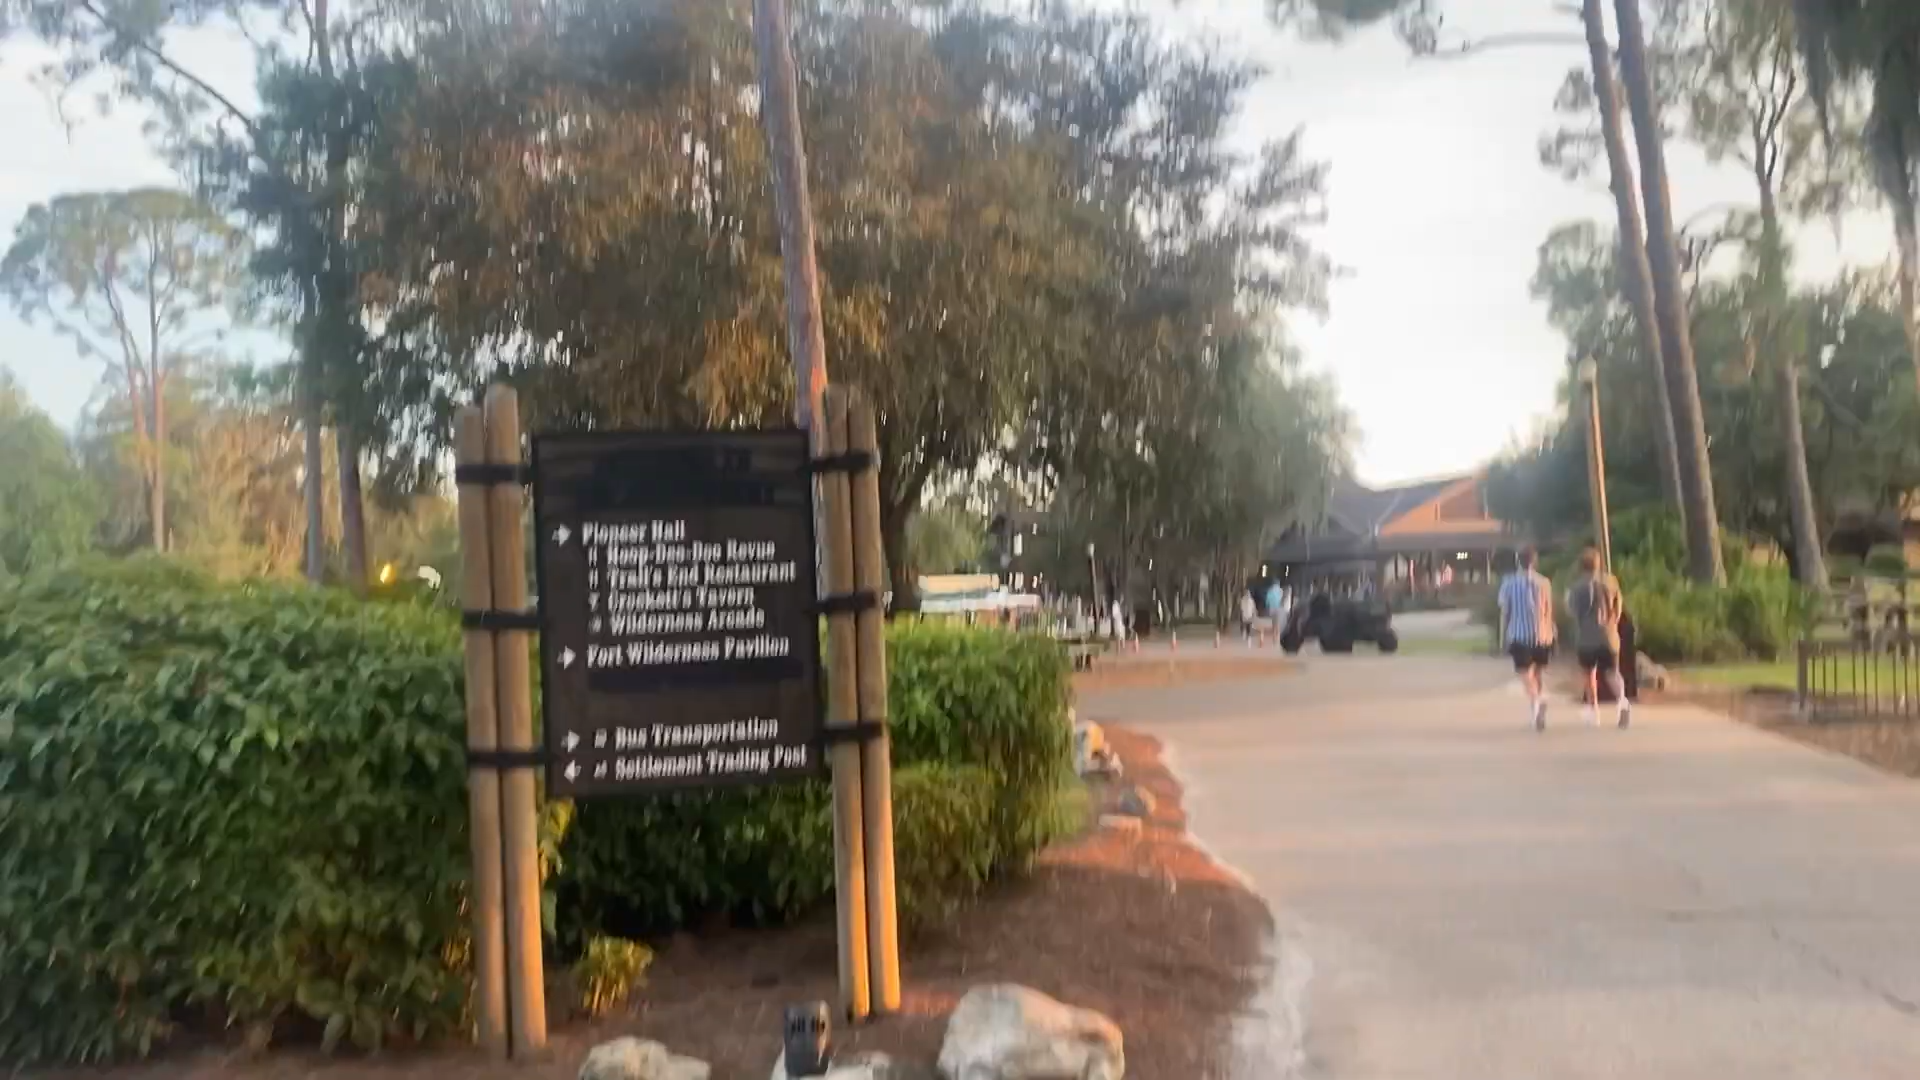 Pioneer Hall
Hoop-Dee-Doo Revue
Trail's End Restaurant
Crockett's Tavern
Wilderness Arcade
Fort Wilderness Pavilion
Bus Transportation
Settlement Trading Post